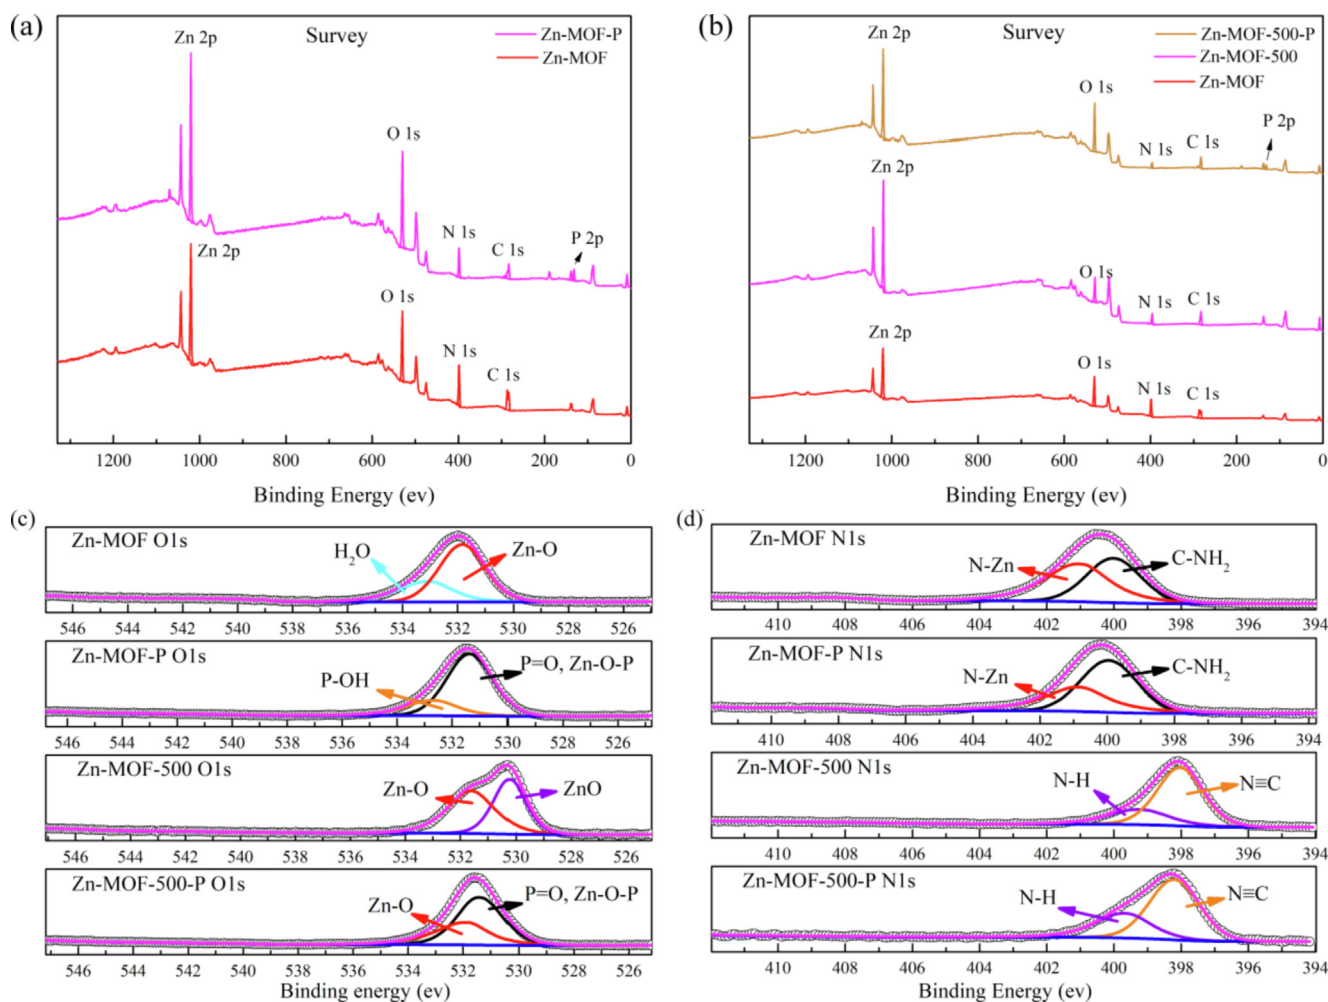 (a)
Survey
Zn-MOF-P
Zn-MOF
Zn 2p
O 1s
N 1s
C 1s
P 2p
Zn 2p
O 1s
N 1s
C 1s
1200 1000 800 600 400 200 0
Binding Energy (ev)
(b)
Survey
Zn-MOF-500-P
Zn-MOF-500
Zn-MOF
Zn 2p
O 1s
N 1s
C 1s
P 2p
Zn 2p
O 1s
N 1s
C 1s
Zn 2p
O 1s
N 1s
C 1s
1200 1000 800 600 400 200 0
Binding Energy (ev)
(c)
Zn-MOF O1s
H₂O
Zn-O
546 544 542 540 538 536 534 532 530 528 526
Zn-MOF-P O1s
P-OH
P=O, Zn-O-P
546 544 542 540 538 536 534 532 530 528 526
Zn-MOF-500 O1s
Zn-O
ZnO
546 544 542 540 538 536 534 532 530 528 526
Zn-MOF-500-P O1s
Zn-O
P=O, Zn-O-P
546 544 542 540 538 536 534 532 530 528 526
Binding energy (ev)
(d)
Zn-MOF N1s
N-Zn
C-NH₂
410 408 406 404 402 400 398 396 394
Zn-MOF-P N1s
N-Zn
C-NH₂
410 408 406 404 402 400 398 396 394
Zn-MOF-500 N1s
N-H
N≡C
410 408 406 404 402 400 398 396 394
Zn-MOF-500-P N1s
N-H
N≡C
410 408 406 404 402 400 398 396 394
Binding Energy (ev)